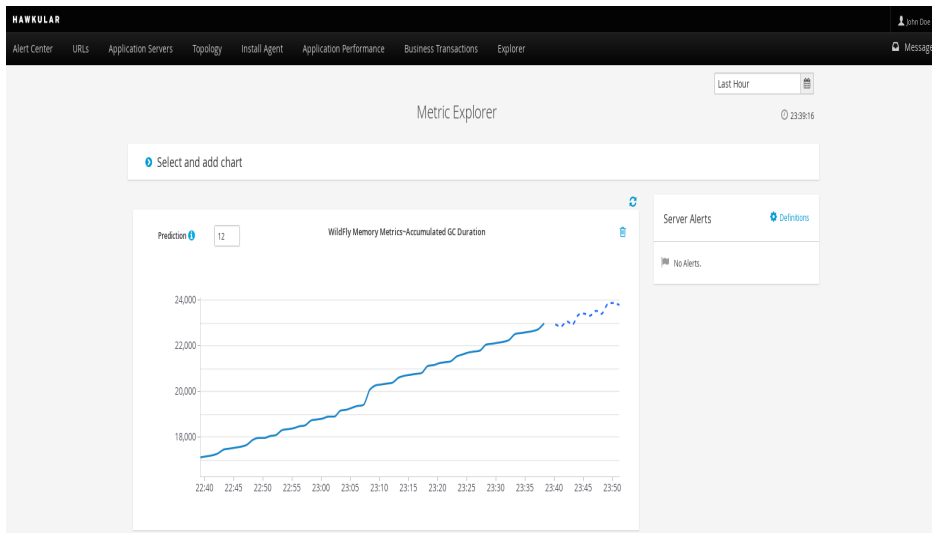 HAWKULAR
John Doe
Alert Center URLs Application Servers Topology Install Agent Application Performance Business Transactions Explorer Message
Last Hour
Metric Explorer
23:39:16
Select and add chart
Prediction 12 WildFly Memory Metrics~Accumulated GC Duration
Server Alerts Definitions
No Alerts.
24,000
22,000
20,000
18,000
22:40 22:45 22:50 22:55 23:00 23:05 23:10 23:15 23:20 23:25 23:30 23:35 23:40 23:45 23:50